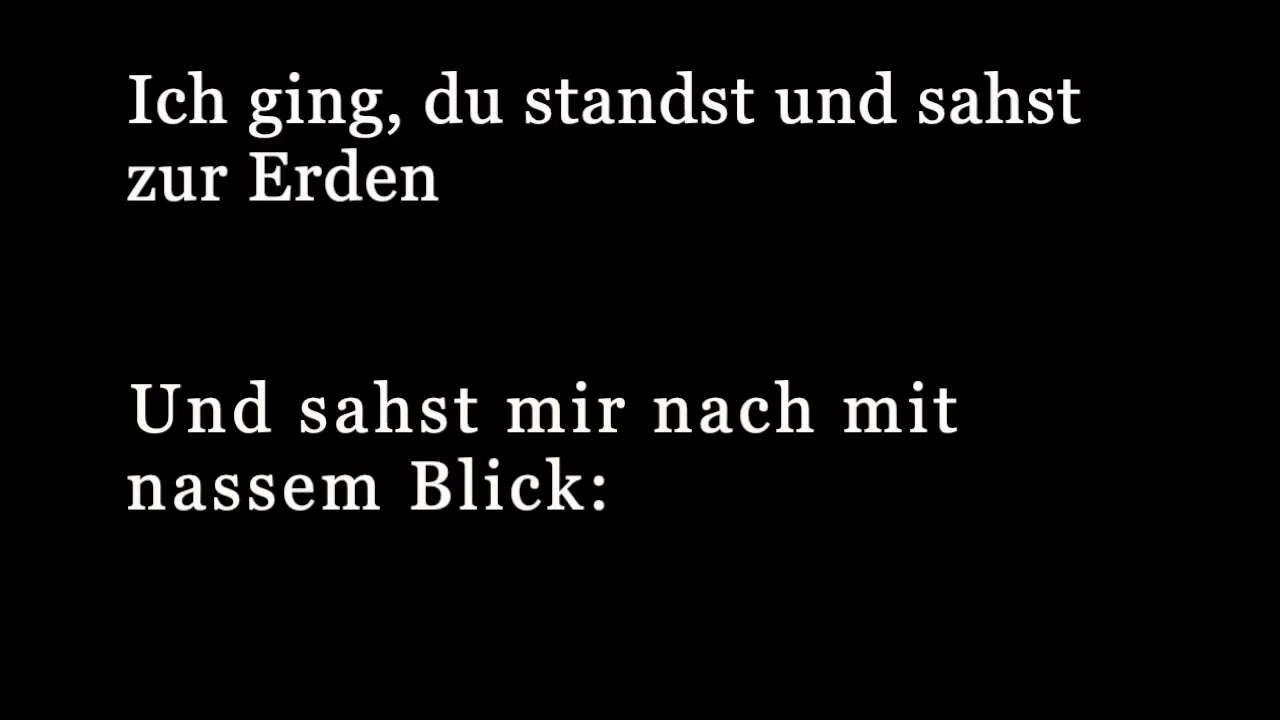 Ich ging, du standst und sahst
zur Erden
Und sahst mir nach mit
nassem Blick: